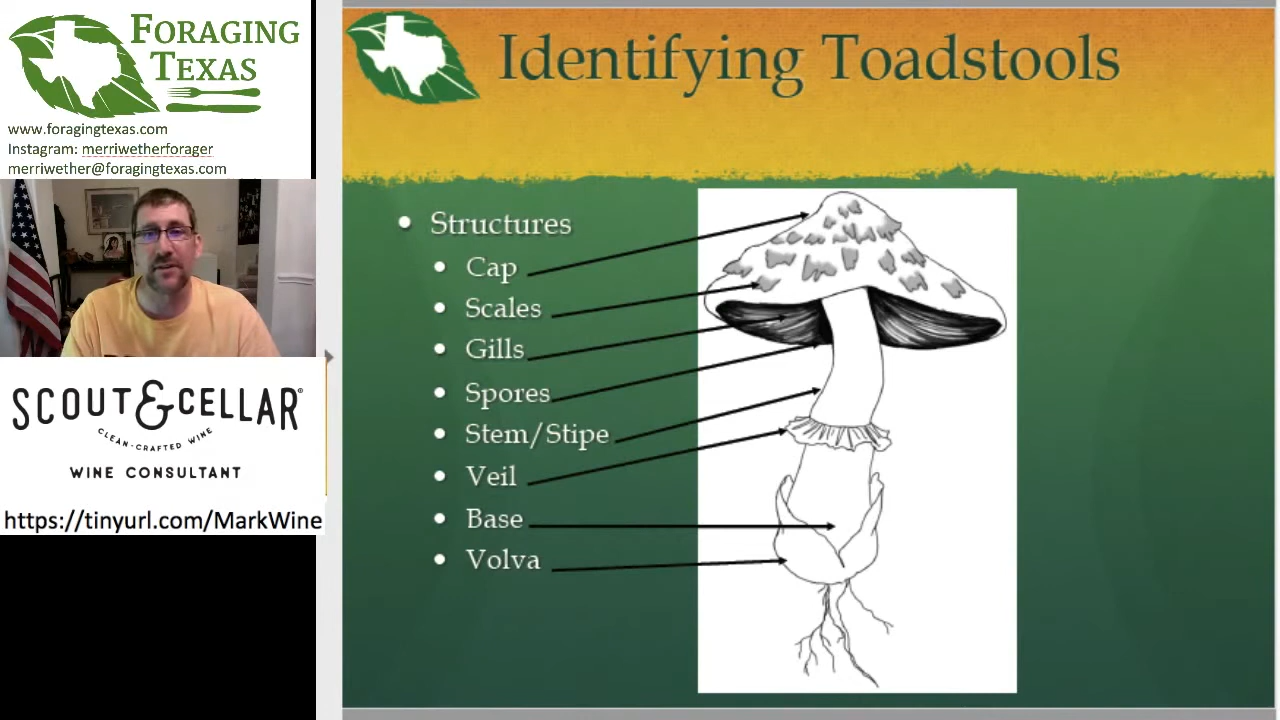 FORAGING
TEXAS
www.foragingtexas.com
Instagram: merriwetherforager
merriwether@foragingtexas.com
SCOUT & CELLAR®
CLEAN-CRAFTED WINE
WINE CONSULTANT
https://tinyurl.com/MarkWine
Identifying Toadstools
Structures
Cap
Scales
Gills
Spores
Stem/Stipe
Veil
Base
Volva